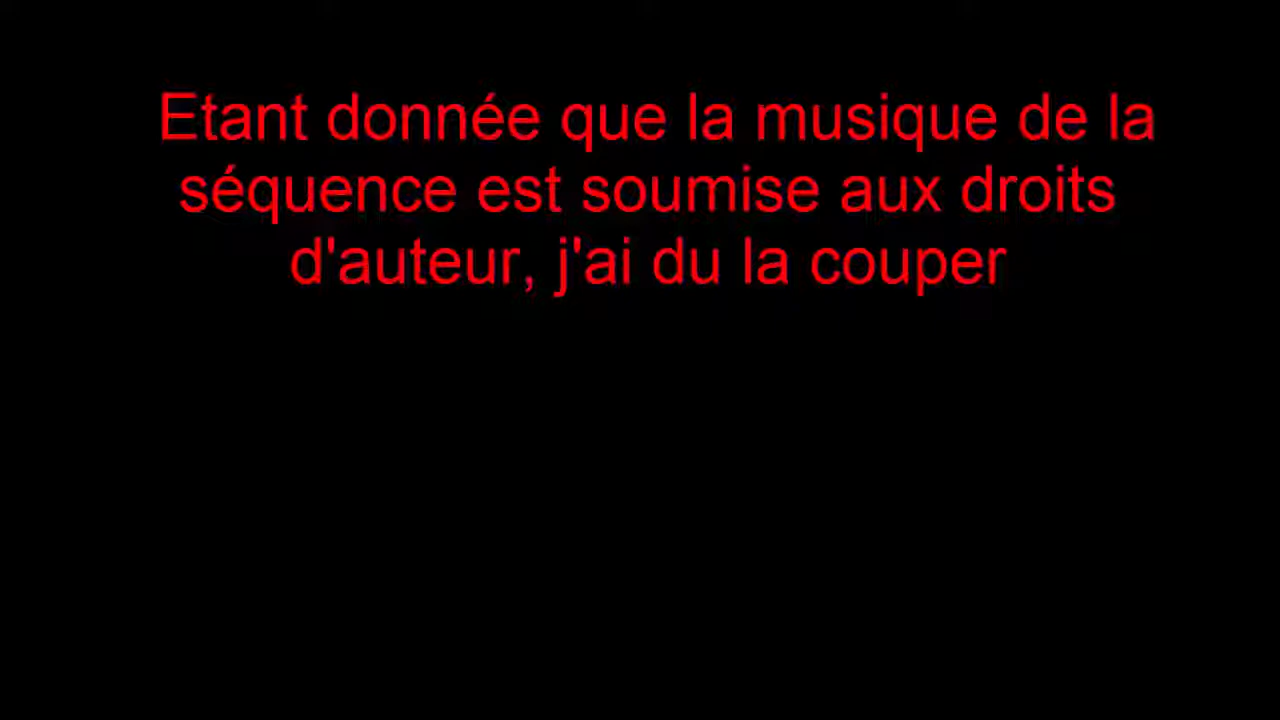 Etant donnée que la musique de la
séquence est soumise aux droits
d'auteur, j'ai du la couper